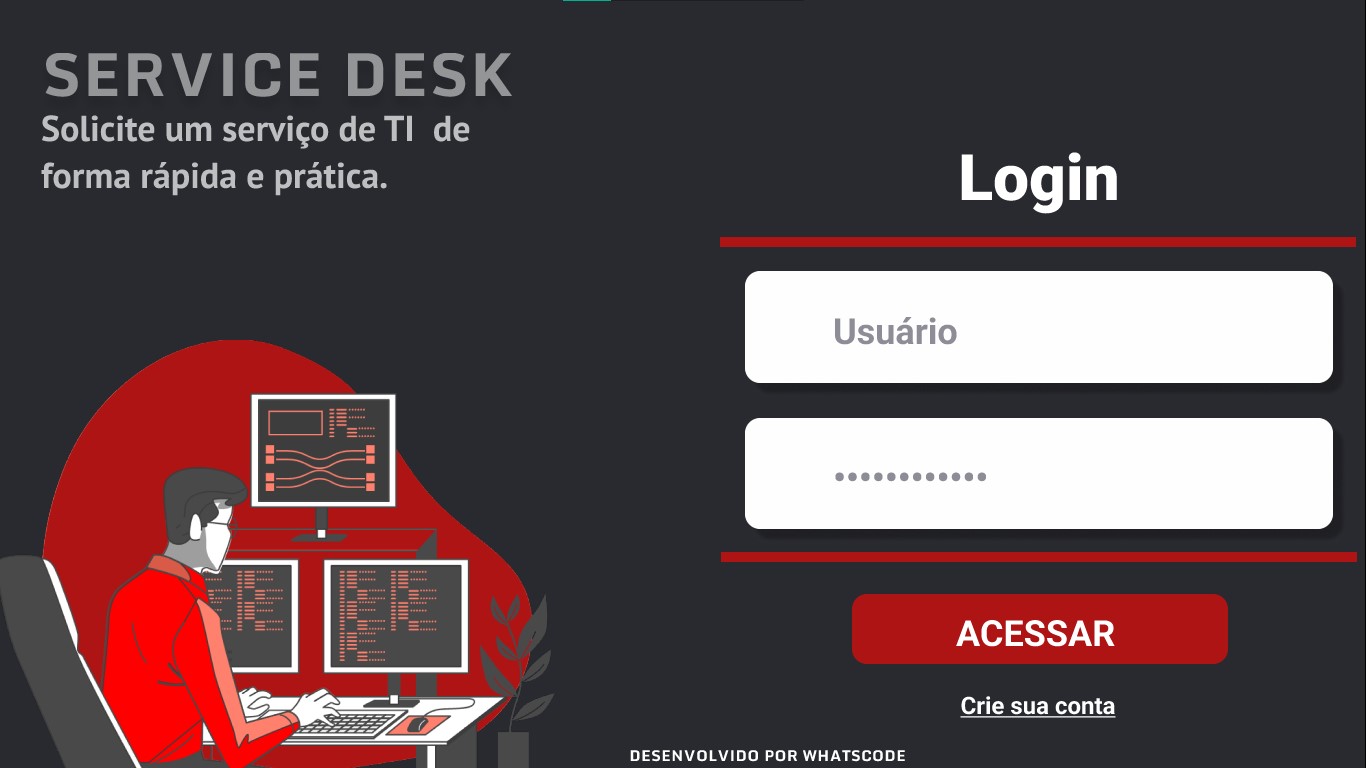 SERVICE DESK
Solicite um serviço de TI de
forma rápida e prática.
Login
Usuário
••••••••••••
ACESSAR
Crie sua conta
DESENVOLVIDO POR WHATSCODE